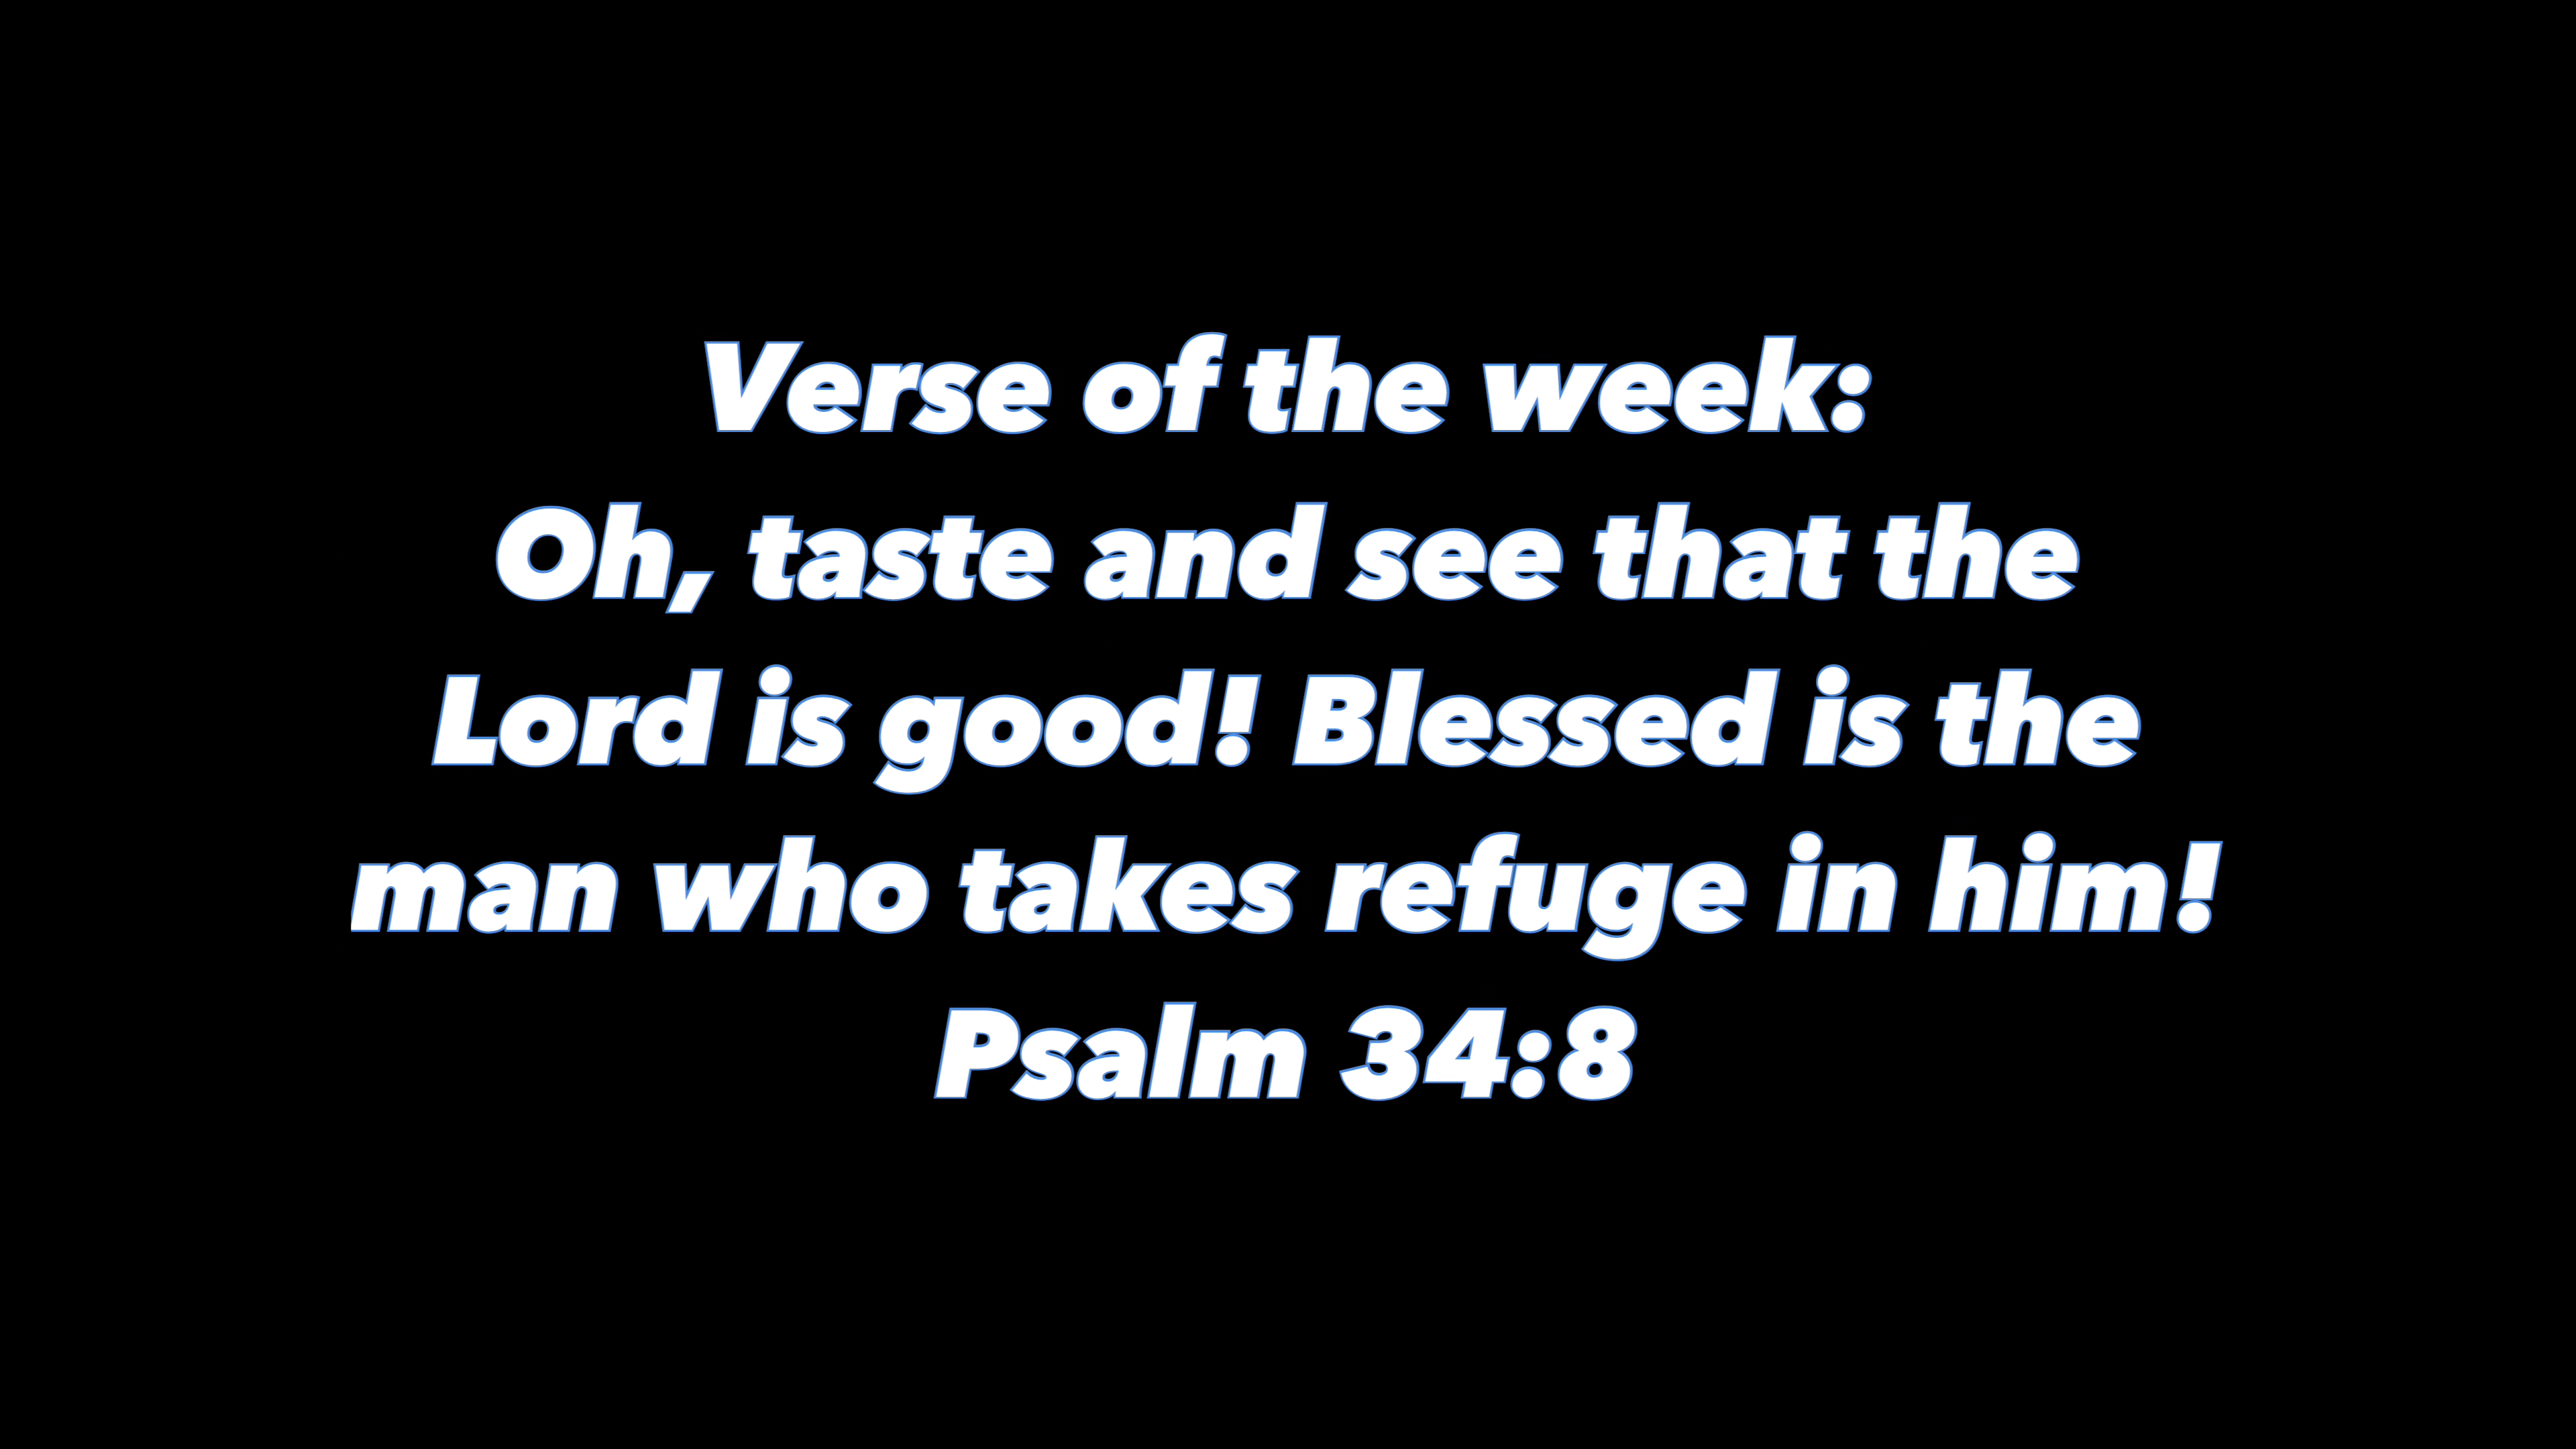 Verse of the week:
Oh, taste and see that the
Lord is good! Blessed is the
man who takes refuge in him!
Psalm 34:8